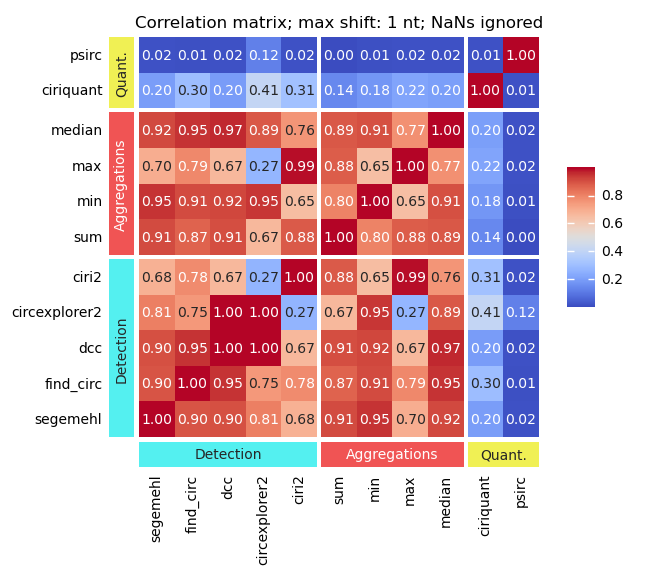 Correlation matrix; max shift: 1 nt; NaNs ignored
psirc 0.02 0.01 0.02 0.12 0.02 0.00 0.01 0.02 0.02 0.01 1.00
ciriquant 0.20 0.30 0.20 0.41 0.31 0.14 0.18 0.22 0.20 1.00 0.01
Quant.
median 0.92 0.95 0.97 0.89 0.76 0.89 0.91 0.77 1.00 0.20 0.02
max 0.70 0.79 0.67 0.27 0.99 0.88 0.65 1.00 0.77 0.22 0.02
min 0.95 0.91 0.92 0.95 0.65 0.80 1.00 0.65 0.91 0.18 0.01
sum 0.91 0.87 0.91 0.67 0.88 1.00 0.80 0.88 0.89 0.14 0.00
Aggregations
ciri2 0.68 0.78 0.67 0.27 1.00 0.88 0.65 0.99 0.76 0.31 0.02
circexplorer2 0.81 0.75 1.00 1.00 0.27 0.67 0.95 0.27 0.89 0.41 0.12
dcc 0.90 0.95 1.00 1.00 0.67 0.91 0.92 0.67 0.97 0.20 0.02
find_circ 0.90 1.00 0.95 0.75 0.78 0.87 0.91 0.79 0.95 0.30 0.01
segemehl 1.00 0.90 0.90 0.81 0.68 0.91 0.95 0.70 0.92 0.20 0.02
Detection
Detection Aggregations Quant.
segemehl
find_circ
dcc
circexplorer2
ciri2
sum
min
max
median
ciriquant
psirc
0.8
0.6
0.4
0.2